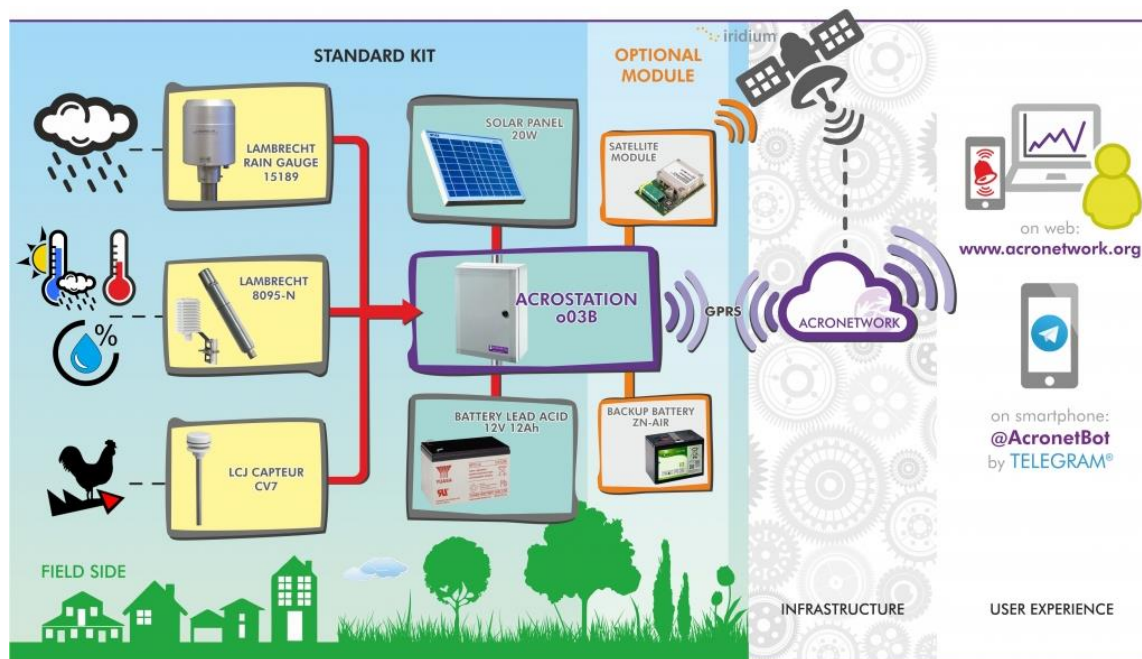 STANDARD KIT
OPTIONAL
MODULE
iridium
LAMBRECHT
RAIN GAUGE
15189
SOLAR PANEL
20W
SATELLITE
MODULE
on web:
www.acronetwork.org
LAMBRECHT
8095-N
%
ACROSTATION
o03B
GPRS
ACRONETWORK
LCJ CAPTEUR
CV7
BATTERY LEAD ACID
12V 12Ah
YUASA
BACKUP BATTERY
ZN-AIR
on smartphone:
@AcronetBot
by TELEGRAM®
FIELD SIDE
INFRASTRUCTURE
USER EXPERIENCE